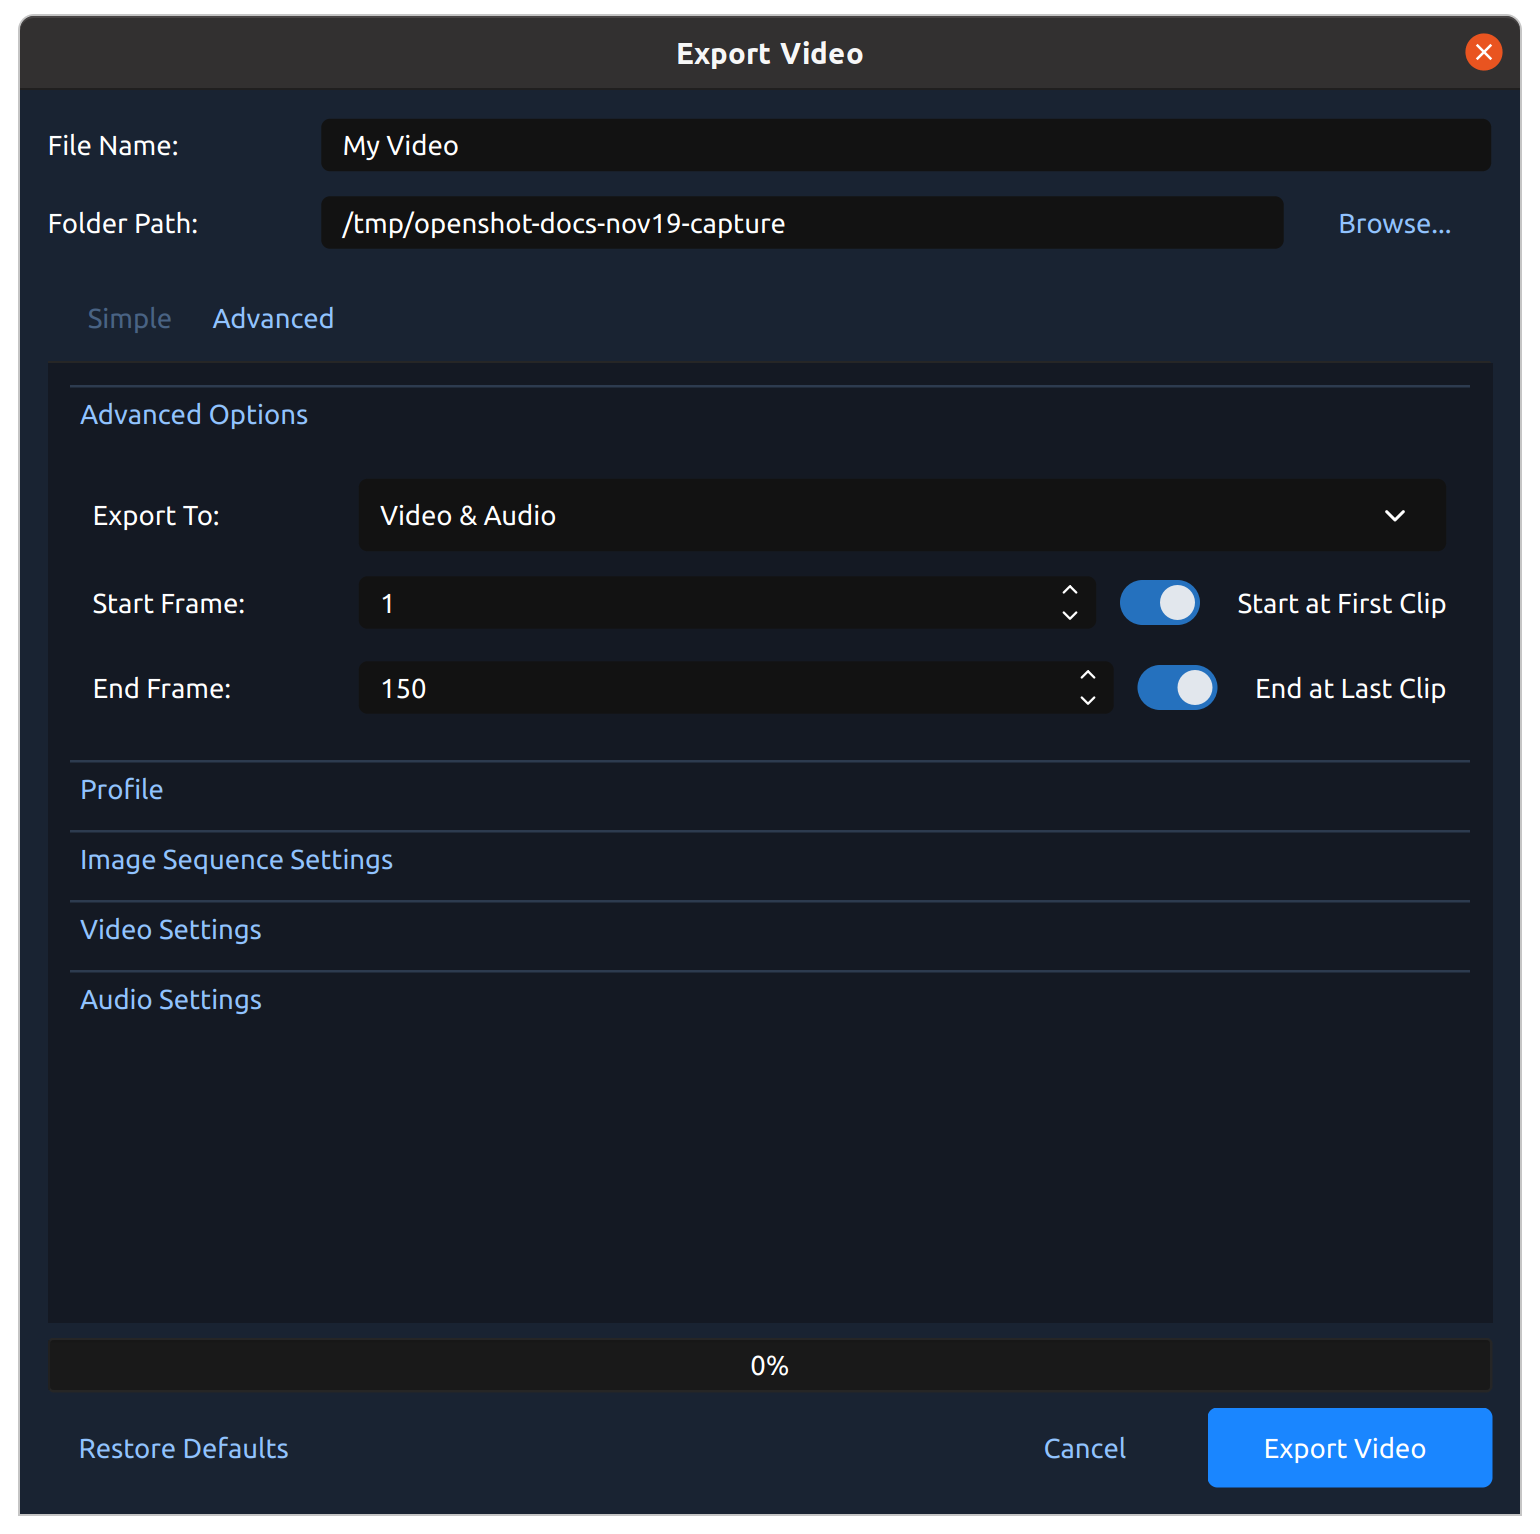 Export Video
File Name: My Video
Folder Path: /tmp/openshot-docs-nov19-capture Browse...
Simple Advanced
Advanced Options
Export To: Video & Audio
Start Frame: 1 Start at First Clip
End Frame: 150 End at Last Clip
Profile
Image Sequence Settings
Video Settings
Audio Settings
0%
Restore Defaults Cancel Export Video